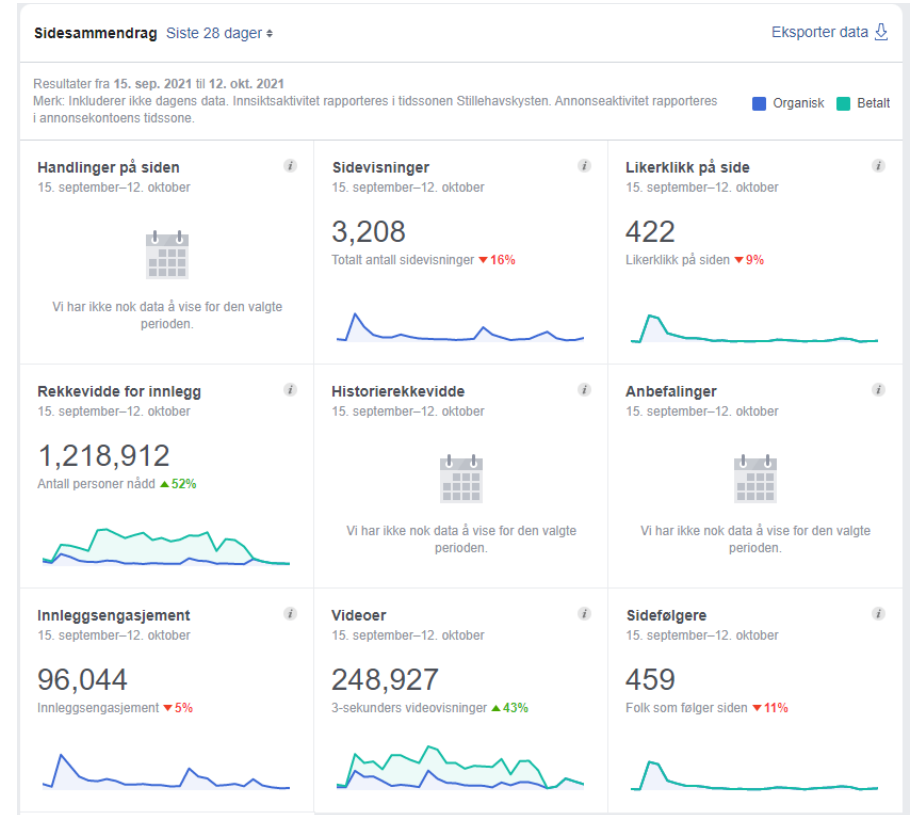 Sidesammendrag Siste 28 dager
Eksporter data
Resultater fra 15. sep. 2021 til 12. okt. 2021
Merk: Inkluderer ikke dagens data. Innsiktsaktivitet rapporteres i tidssonen Stillehavskysten. Annonseaktivitet rapporteres
i annonsekontoens tidssone.
Organisk Betalt
Handlinger på siden
15. september–12. oktober
Vi har ikke nok data å vise for den valgte
perioden.
Sidevisninger
15. september–12. oktober
3,208
Totalt antall sidevisninger ▼16%
Likerklikk på side
15. september–12. oktober
422
Likerklikk på siden ▼9%
Rekkevidde for innlegg
15. september–12. oktober
1,218,912
Antall personer nådd ▲52%
Historierekkevidde
15. september–12. oktober
Vi har ikke nok data å vise for den valgte
perioden.
Anbefalinger
15. september–12. oktober
Vi har ikke nok data å vise for den valgte
perioden.
Innleggsengasjement
15. september–12. oktober
96,044
Innleggsengasjement ▼5%
Videoer
15. september–12. oktober
248,927
3-sekunders videovisninger ▲43%
Sidefølgere
15. september–12. oktober
459
Folk som følger siden ▼11%